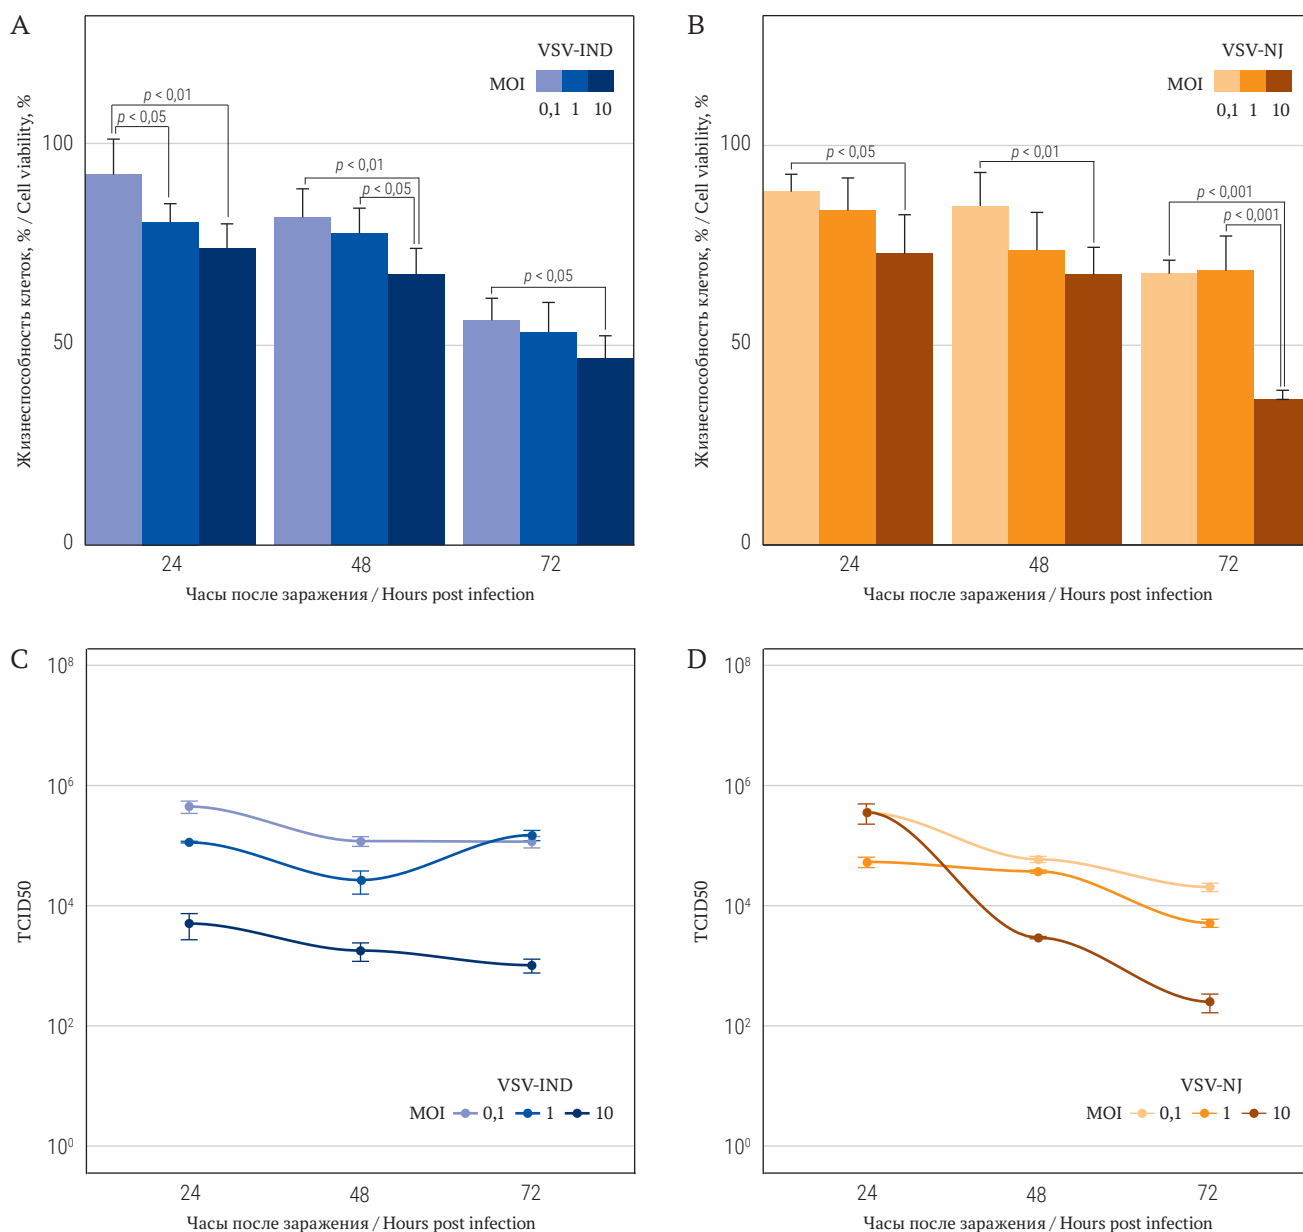 A
VSV-IND
MOI
0,1 1 10
p < 0,01
p < 0,05
p < 0,01
p < 0,05
p < 0,05
100
50
0
Жизнеспособность клеток, % / Cell viability, %
24 48 72
Часы после заражения / Hours post infection
B
VSV-NJ
MOI
0,1 1 10
p < 0,05
p < 0,01
p < 0,001
p < 0,001
100
50
0
Жизнеспособность клеток, % / Cell viability, %
24 48 72
Часы после заражения / Hours post infection
C
10⁸
10⁶
10⁴
10²
10⁰
TCID50
VSV-IND
MOI 0,1 1 10
24 48 72
Часы после заражения / Hours post infection
D
10⁸
10⁶
10⁴
10²
10⁰
TCID50
VSV-NJ
MOI 0,1 1 10
24 48 72
Часы после заражения / Hours post infection